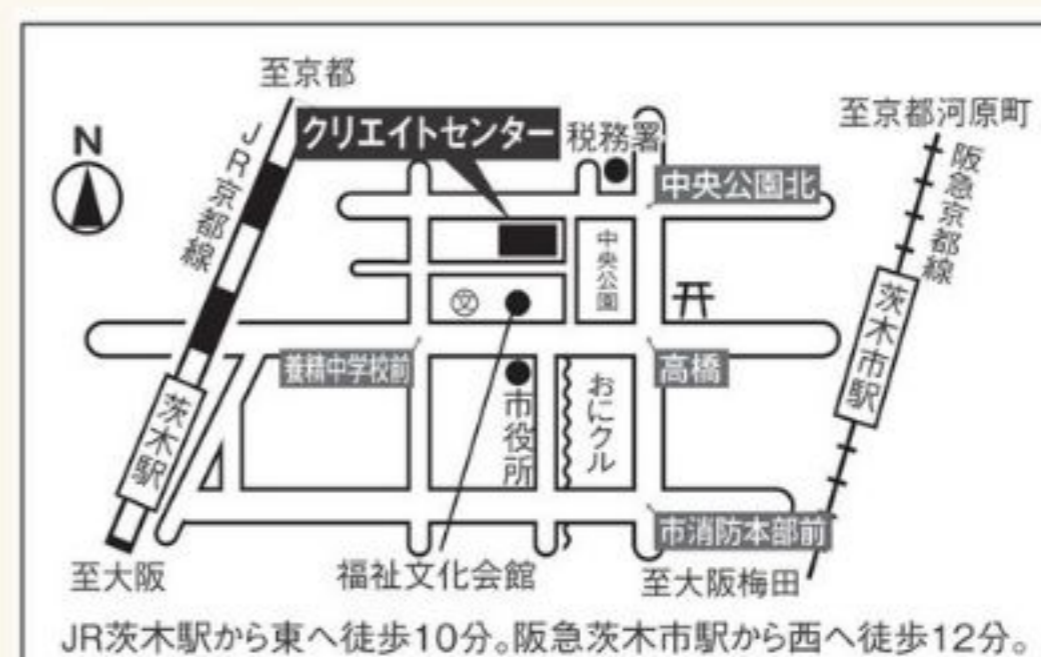 至京都
N
JR京都線
クリエイトセンター
税務署
至京都河原町
中央公園北
阪急京都線
中央公園
文
茨木市駅
養精中学校前
高橋
茨木駅
市役所
おにクル
市消防本部前
至大阪
福祉文化会館
至大阪梅田
JR茨木駅から東へ徒歩10分。阪急茨木市駅から西へ徒歩12分。